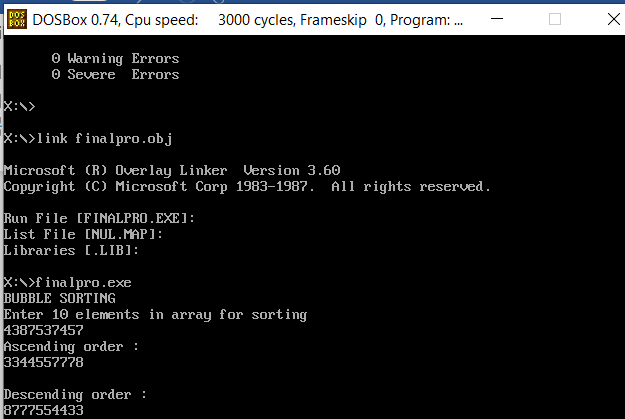 DOSBox 0.74, Cpu speed: 3000 cycles, Frameskip 0, Program: ...
0 Warning Errors
0 Severe Errors
X:\>
X:\>link finalpro.obj
Microsoft (R) Overlay Linker Version 3.60
Copyright (C) Microsoft Corp 1983-1987. All rights reserved.
Run File [FINALPRO.EXE]:
List File [NUL.MAP]:
Libraries [.LIB]:
X:\>finalpro.exe
BUBBLE SORTING
Enter 10 elements in array for sorting
4387537457
Ascending order :
3344557778
Descending order :
8777554433